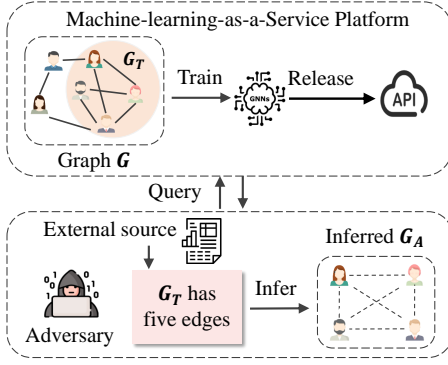 Machine-learning-as-a-Service Platform
G_T
Train
GNNs
Release
API
Graph G
Query
External source
Inferred G_A
G_T has
five edges
Infer
Adversary